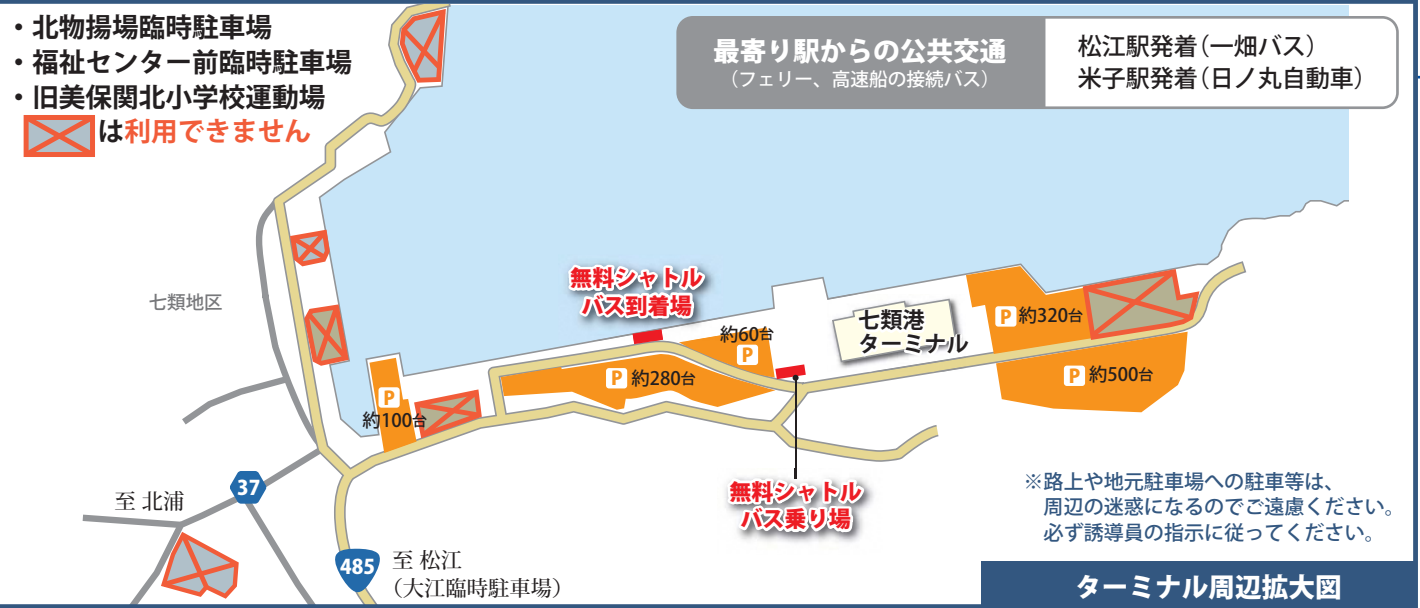 ・北物揚場臨時駐車場
・福祉センター前臨時駐車場
・旧美保関北小学校運動場
は利用できません
最寄り駅からの公共交通
（フェリー、高速船の接続バス）
松江駅発着（一畑バス）
米子駅発着（日ノ丸自動車）
七類地区
無料シャトル
バス到着場
約60台
P
七類港
ターミナル
P 約320台
P 約280台
P 約500台
P
約100台
無料シャトル
バス乗り場
至 北浦
37
485
至 松江
（大江臨時駐車場）
※路上や地元駐車場への駐車等は、
周辺の迷惑になるのでご遠慮ください。
必ず誘導員の指示に従ってください。
ターミナル周辺拡大図